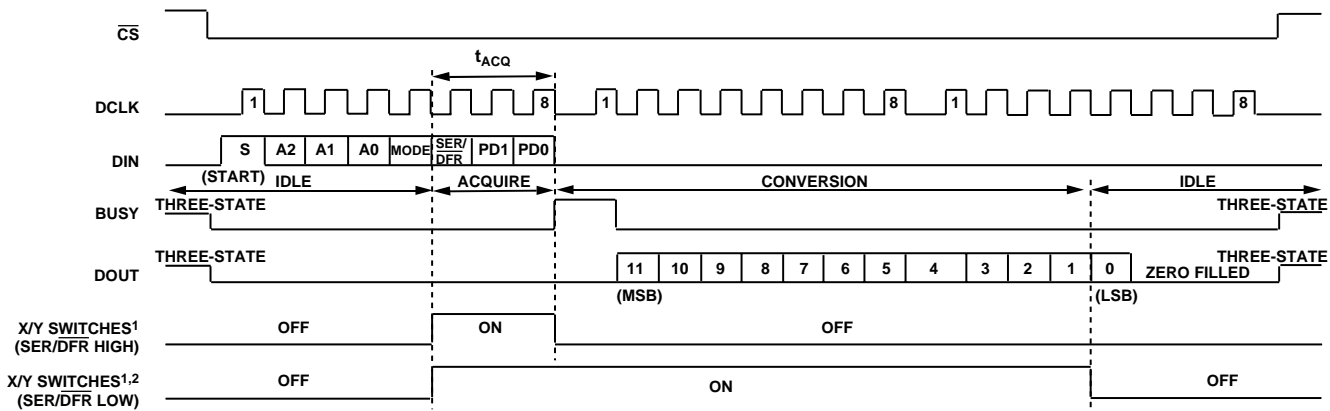 CS
tACQ
DCLK 1 8 1 8 1 8
DIN S A2 A1 A0 MODE SER/DFR PD1 PD0
(START) IDLE ACQUIRE CONVERSION IDLE
BUSY THREE-STATE THREE-STATE
DOUT THREE-STATE 11 10 9 8 7 6 5 4 3 2 1 0 ZERO FILLED THREE-STATE
(MSB) (LSB)
X/Y SWITCHES1 OFF ON OFF
(SER/DFR HIGH)
X/Y SWITCHES1,2 OFF ON OFF
(SER/DFR LOW)